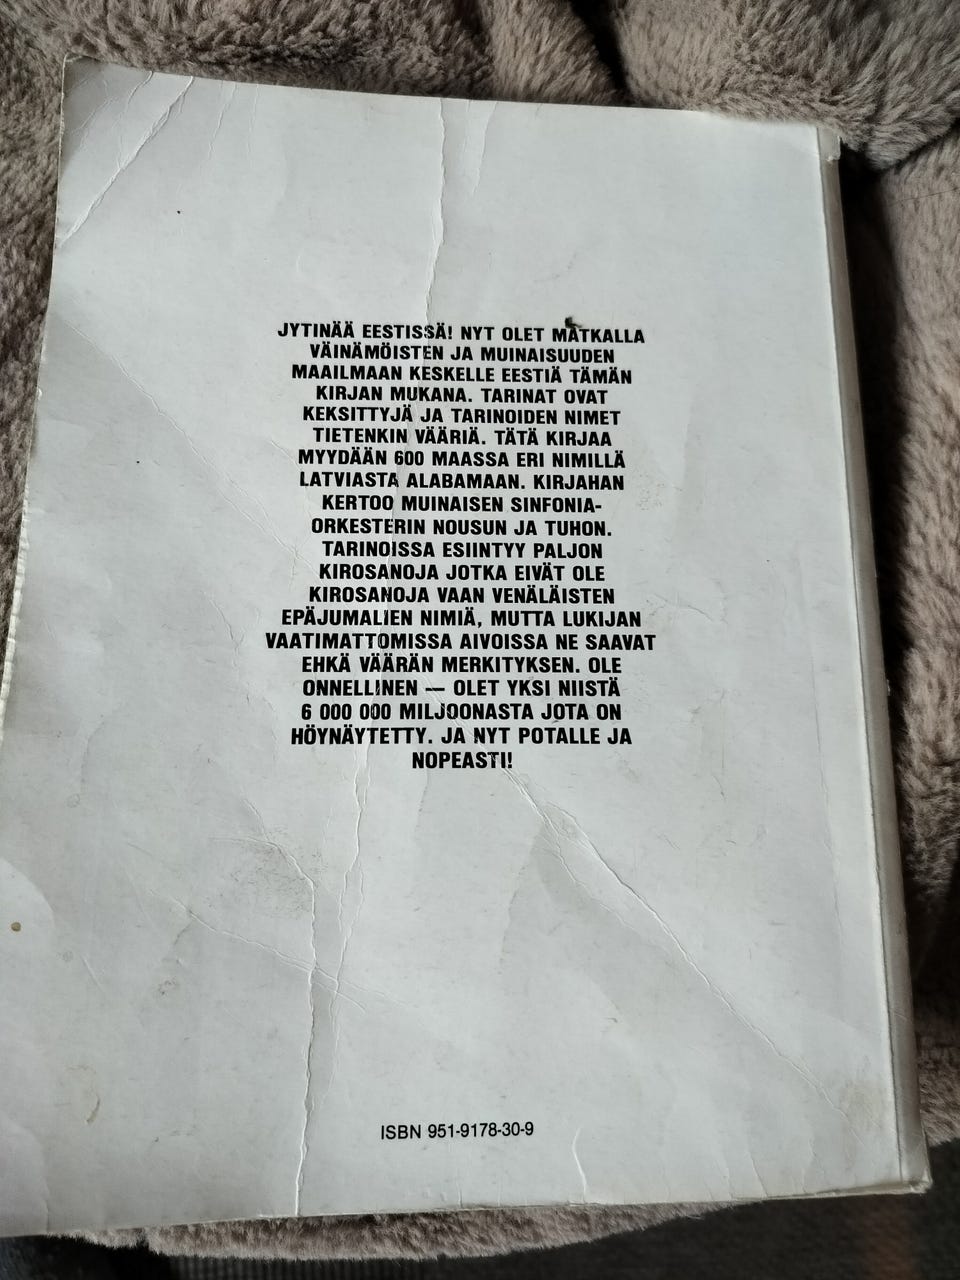 JYTINÄÄ EESTISSÄ! NYT OLET MATKALLA
VÄINÄMÖISTEN JA MUINAISUUDEN
MAAILMAAN KESKELLE EESTIÄ TÄMÄN
KIRJAN MUKANA. TARINAT OVAT
KEKSITTYJÄ JA TARINOIDEN NIMET
TIETENKIN VÄÄRIÄ. TÄTÄ KIRJAA
MYYDÄÄN 600 MAASSA ERI NIMILLÄ
LATVIASTA ALABAMAAN. KIRJAHAN
KERTOO MUINAISEN SINFONIA-
ORKESTERIN NOUSUN JA TUHON.
TARINOISSA ESIINTYY PALJON
KIROSANOJA JOTKA EIVÄT OLE
KIROSANOJA VAAN VENÄLÄISTEN
EPÄJUMALIEN NIMIÄ, MUTTA LUKIJAN
VAATIMATTOMISSA AIVOISSA NE SAAVAT
EHKÄ VÄÄRÄN MERKITYKSEN. OLE
ONNELLINEN — OLET YKSI NIISTÄ
6 000 000 MILJOONASTA JOTA ON
HÖYNÄYTETTY. JA NYT POTALLE JA
NOPEASTI!
ISBN 951-9178-30-9